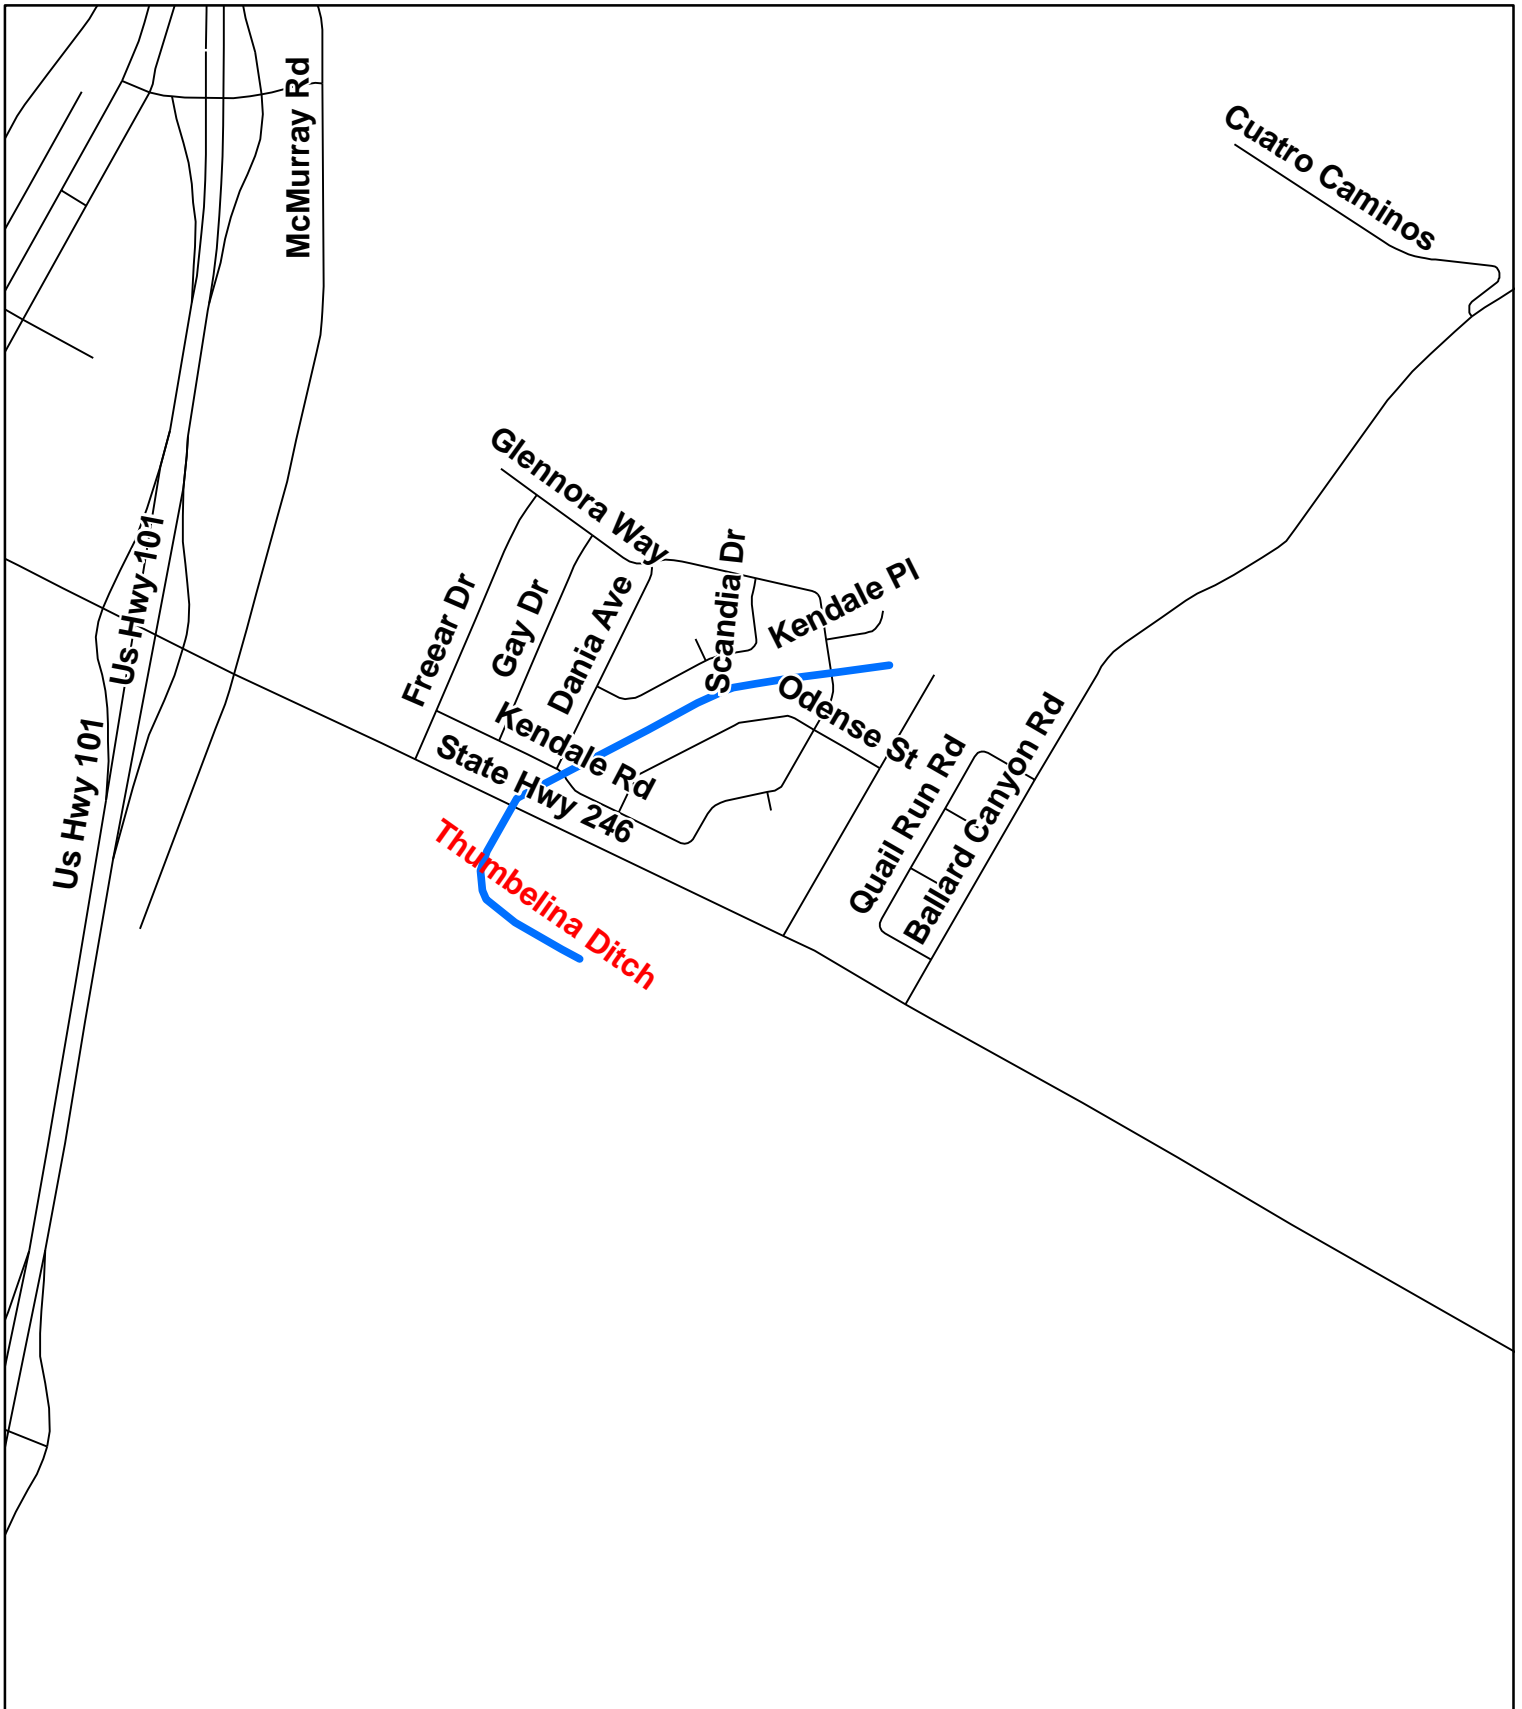 McMurray Rd
Cuatro Caminos
Glennora Way
Us Hwy 101
Freear Dr
Gay Dr
Dania Ave
Scandia Dr
Kendale Pl
Us Hwy 101
Kendale Rd
Odense St
State Hwy 246
Quail Run Rd
Ballard Canyon Rd
Thumbelina Ditch